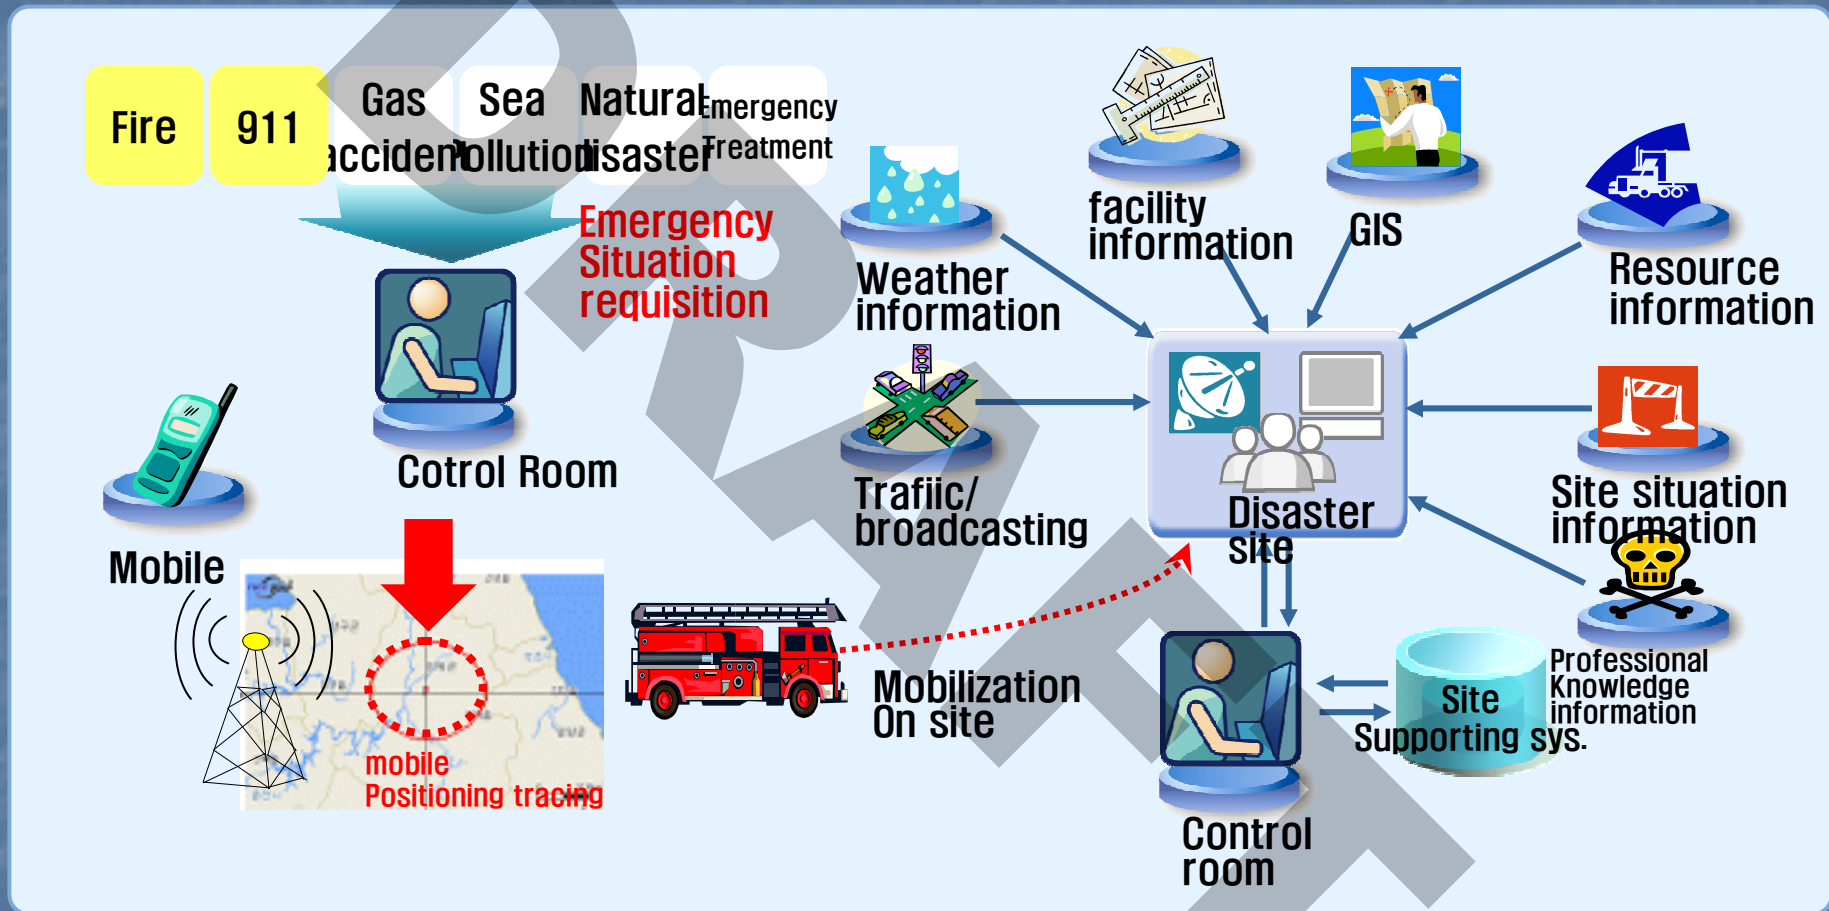 Fire
911
Gas
accident
Sea
Pollution
Natural
disaster
Emergency
Treatment
Emergency
Situation
requisition
Cotrol Room
Mobile
mobile
Positioning tracing
Weather
information
facility
information
GIS
Resource
information
Trafiic/
broadcasting
Disaster
site
Site situation
information
Professional
Knowledge
information
Mobilization
On site
Site
Supporting sys.
Control
room
DRAFT